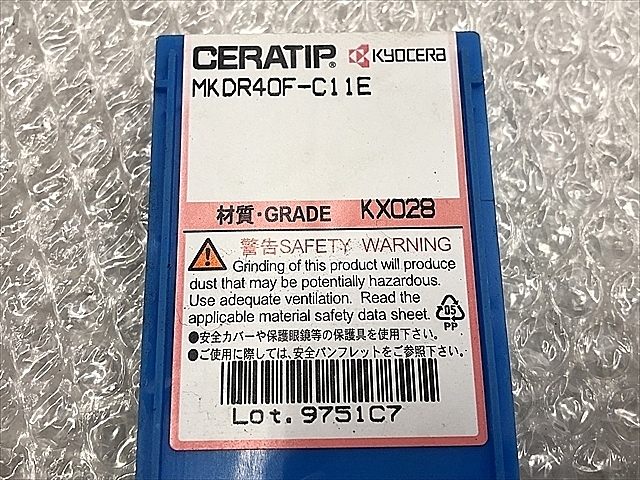 CERATIP® KYOCERA
MKDR40F-C11E
材質・GRADE KX028
警告SAFETY WARNING
Grinding of this product will produce
dust that may be potentially hazardous.
Use adequate ventilation. Read the
applicable material safety data sheet.
●安全カバーや保護眼鏡等の保護具を使用下さい。
●ご使用に際しては、安全パンフレットをご参照下さい。
05
PP
Lot.9751C7